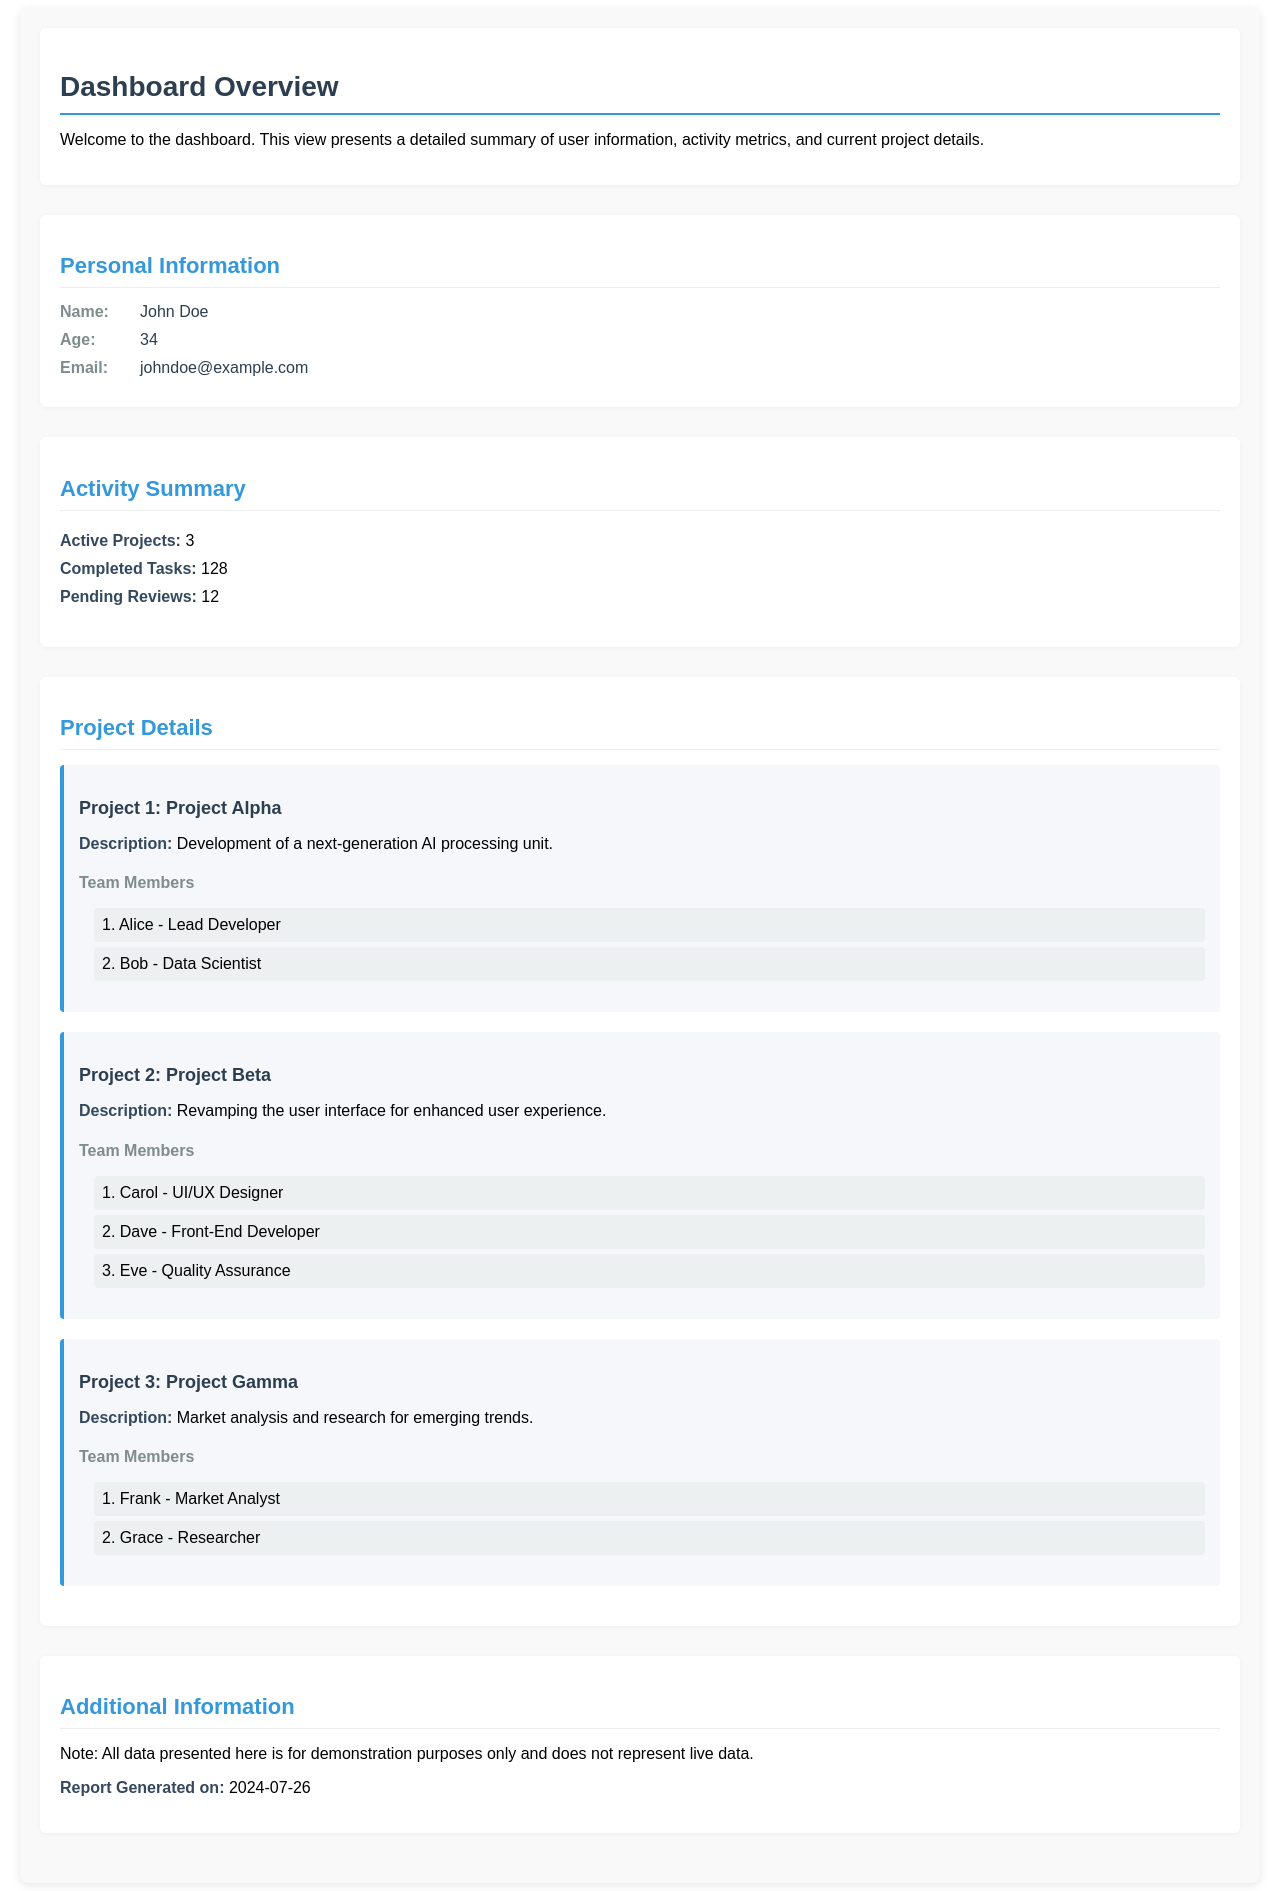 Dashboard Overview
Welcome to the dashboard. This view presents a detailed summary of user information, activity metrics, and current project details.
Personal Information
Name: John Doe
Age: 34
Email: johndoe@example.com
Activity Summary
Active Projects: 3
Completed Tasks: 128
Pending Reviews: 12
Project Details
Project 1: Project Alpha
Description: Development of a next-generation AI processing unit.
Team Members
1. Alice - Lead Developer
2. Bob - Data Scientist
Project 2: Project Beta
Description: Revamping the user interface for enhanced user experience.
Team Members
1. Carol - UI/UX Designer
2. Dave - Front-End Developer
3. Eve - Quality Assurance
Project 3: Project Gamma
Description: Market analysis and research for emerging trends.
Team Members
1. Frank - Market Analyst
2. Grace - Researcher
Additional Information
Note: All data presented here is for demonstration purposes only and does not represent live data.
Report Generated on: 2024-07-26